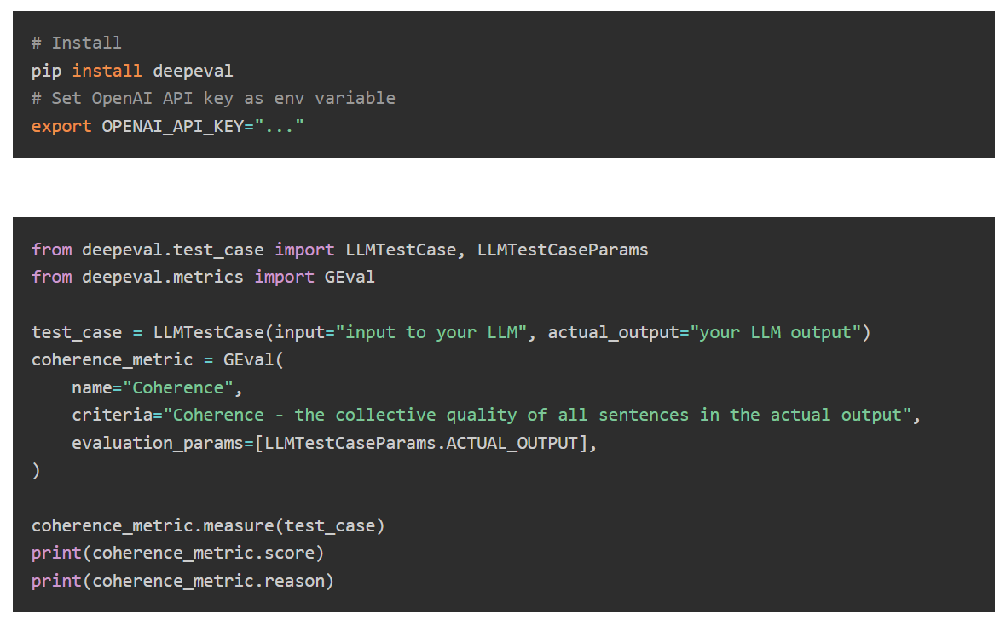 # Install
pip install deepeval
# Set OpenAI API key as env variable
export OPENAI_API_KEY="..."
from deepeval.test_case import LLMTestCase, LLMTestCaseParams
from deepeval.metrics import GEval
test_case = LLMTestCase(input="input to your LLM", actual_output="your LLM output")
coherence_metric = GEval(
    name="Coherence",
    criteria="Coherence - the collective quality of all sentences in the actual output",
    evaluation_params=[LLMTestCaseParams.ACTUAL_OUTPUT],
)
coherence_metric.measure(test_case)
print(coherence_metric.score)
print(coherence_metric.reason)